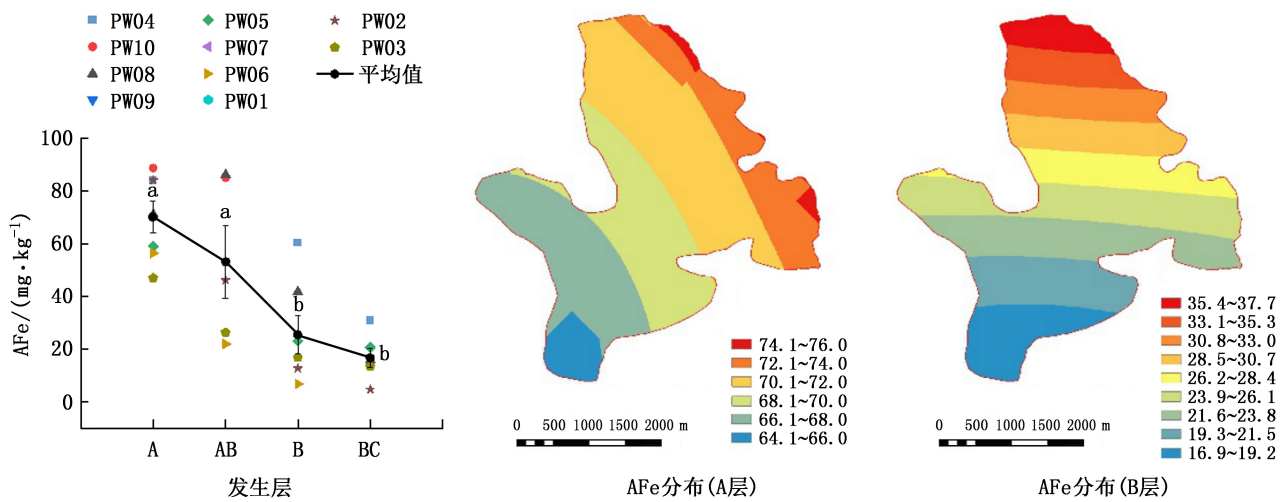 PW04 PW05 PW02
PW10 PW07 PW03
PW08 PW06 平均值
PW09 PW01
AFe/(mg·kg⁻¹)
100
80
60
40
20
0
a
a
b
b
A AB B BC
发生层
74.1~76.0
72.1~74.0
70.1~72.0
68.1~70.0
66.1~68.0
64.1~66.0
0 500 1000 1500 2000 m
AFe分布(A层)
35.4~37.7
33.1~35.3
30.8~33.0
28.5~30.7
26.2~28.4
23.9~26.1
21.6~23.8
19.3~21.5
16.9~19.2
0 500 1000 1500 2000 m
AFe分布(B层)